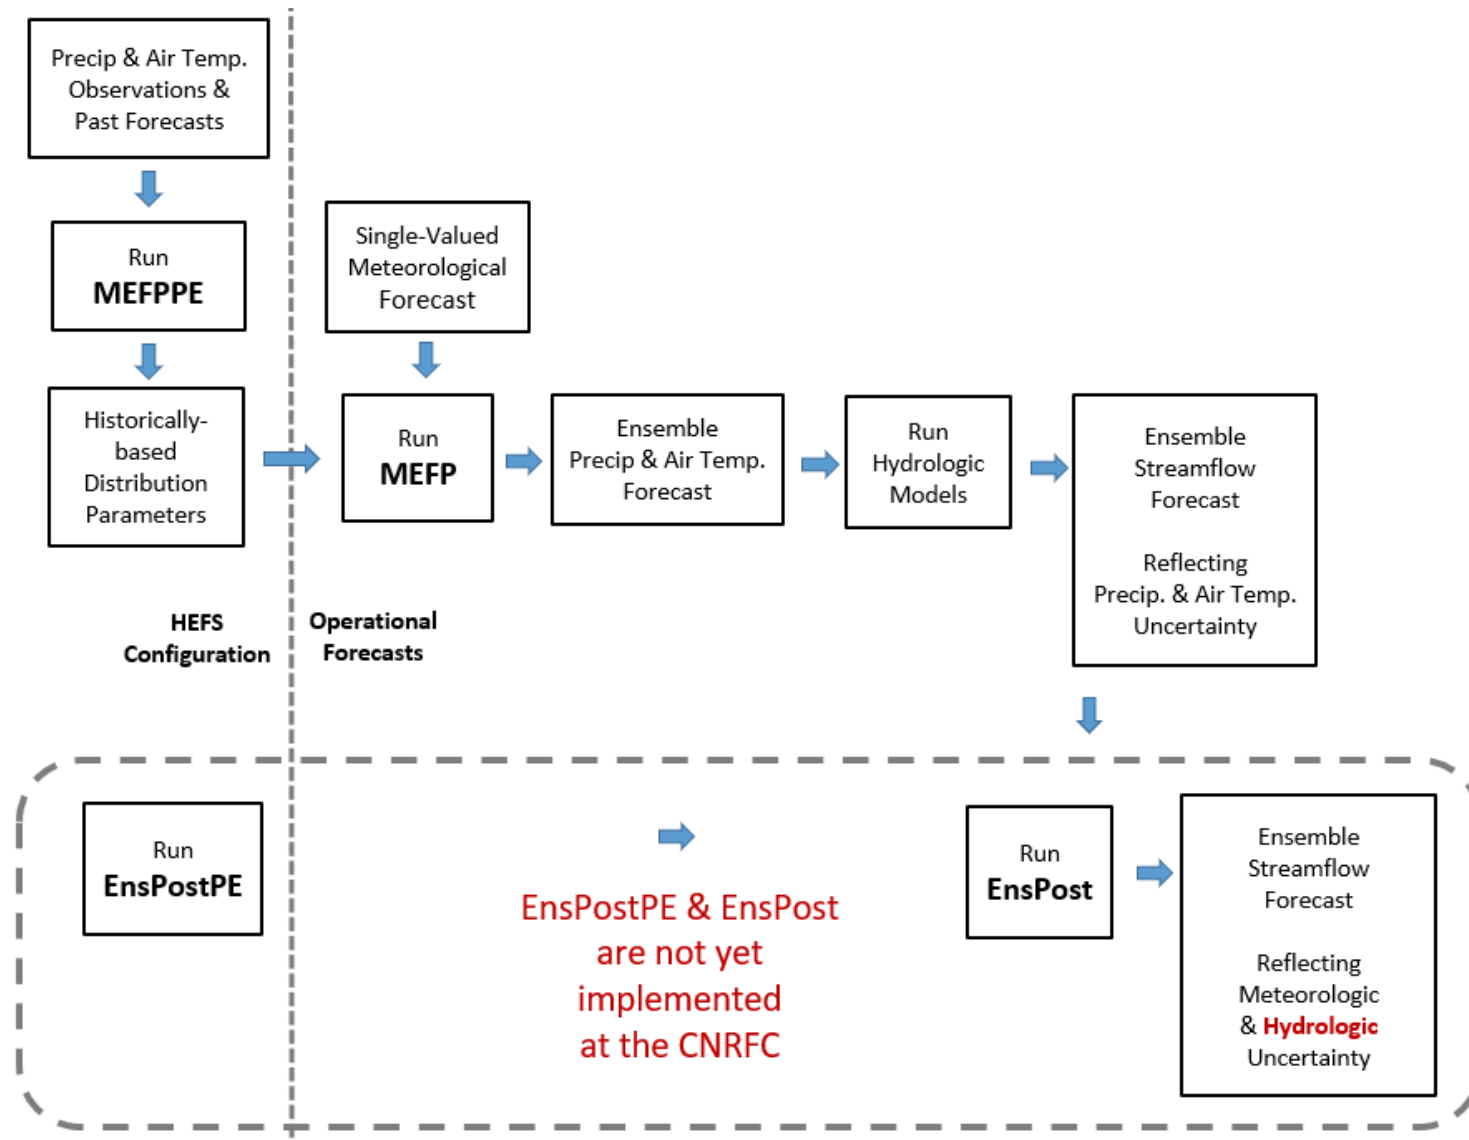 Precip & Air Temp.
Observations &
Past Forecasts
Run
MEFPPE
Historically-
based
Distribution
Parameters
Single-Valued
Meteorological
Forecast
Run
MEFP
Ensemble
Precip & Air Temp.
Forecast
Run
Hydrologic
Models
Ensemble
Streamflow
Forecast
Reflecting
Precip. & Air Temp.
Uncertainty
HEFS
Configuration
Operational
Forecasts
Run
EnsPostPE
EnsPostPE & EnsPost
are not yet
implemented
at the CNRFC
Run
EnsPost
Ensemble
Streamflow
Forecast
Reflecting
Meteorologic
& Hydrologic
Uncertainty